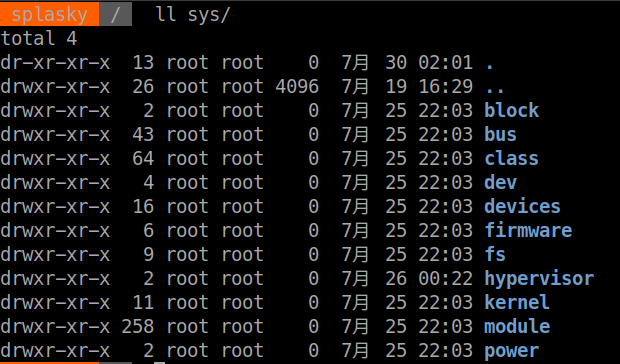 splasky / ll sys/
total 4
dr-xr-xr-x  13 root root    0  7月 30 02:01 .
drwxr-xr-x  26 root root 4096  7月 19 16:29 ..
drwxr-xr-x   2 root root    0  7月 25 22:03 block
drwxr-xr-x  43 root root    0  7月 25 22:03 bus
drwxr-xr-x  64 root root    0  7月 25 22:03 class
drwxr-xr-x   4 root root    0  7月 25 22:03 dev
drwxr-xr-x  16 root root    0  7月 25 22:03 devices
drwxr-xr-x   6 root root    0  7月 25 22:03 firmware
drwxr-xr-x   9 root root    0  7月 25 22:03 fs
drwxr-xr-x   2 root root    0  7月 26 00:22 hypervisor
drwxr-xr-x  11 root root    0  7月 25 22:03 kernel
drwxr-xr-x 258 root root    0  7月 25 22:03 module
drwxr-xr-x   2 root root    0  7月 25 22:03 power